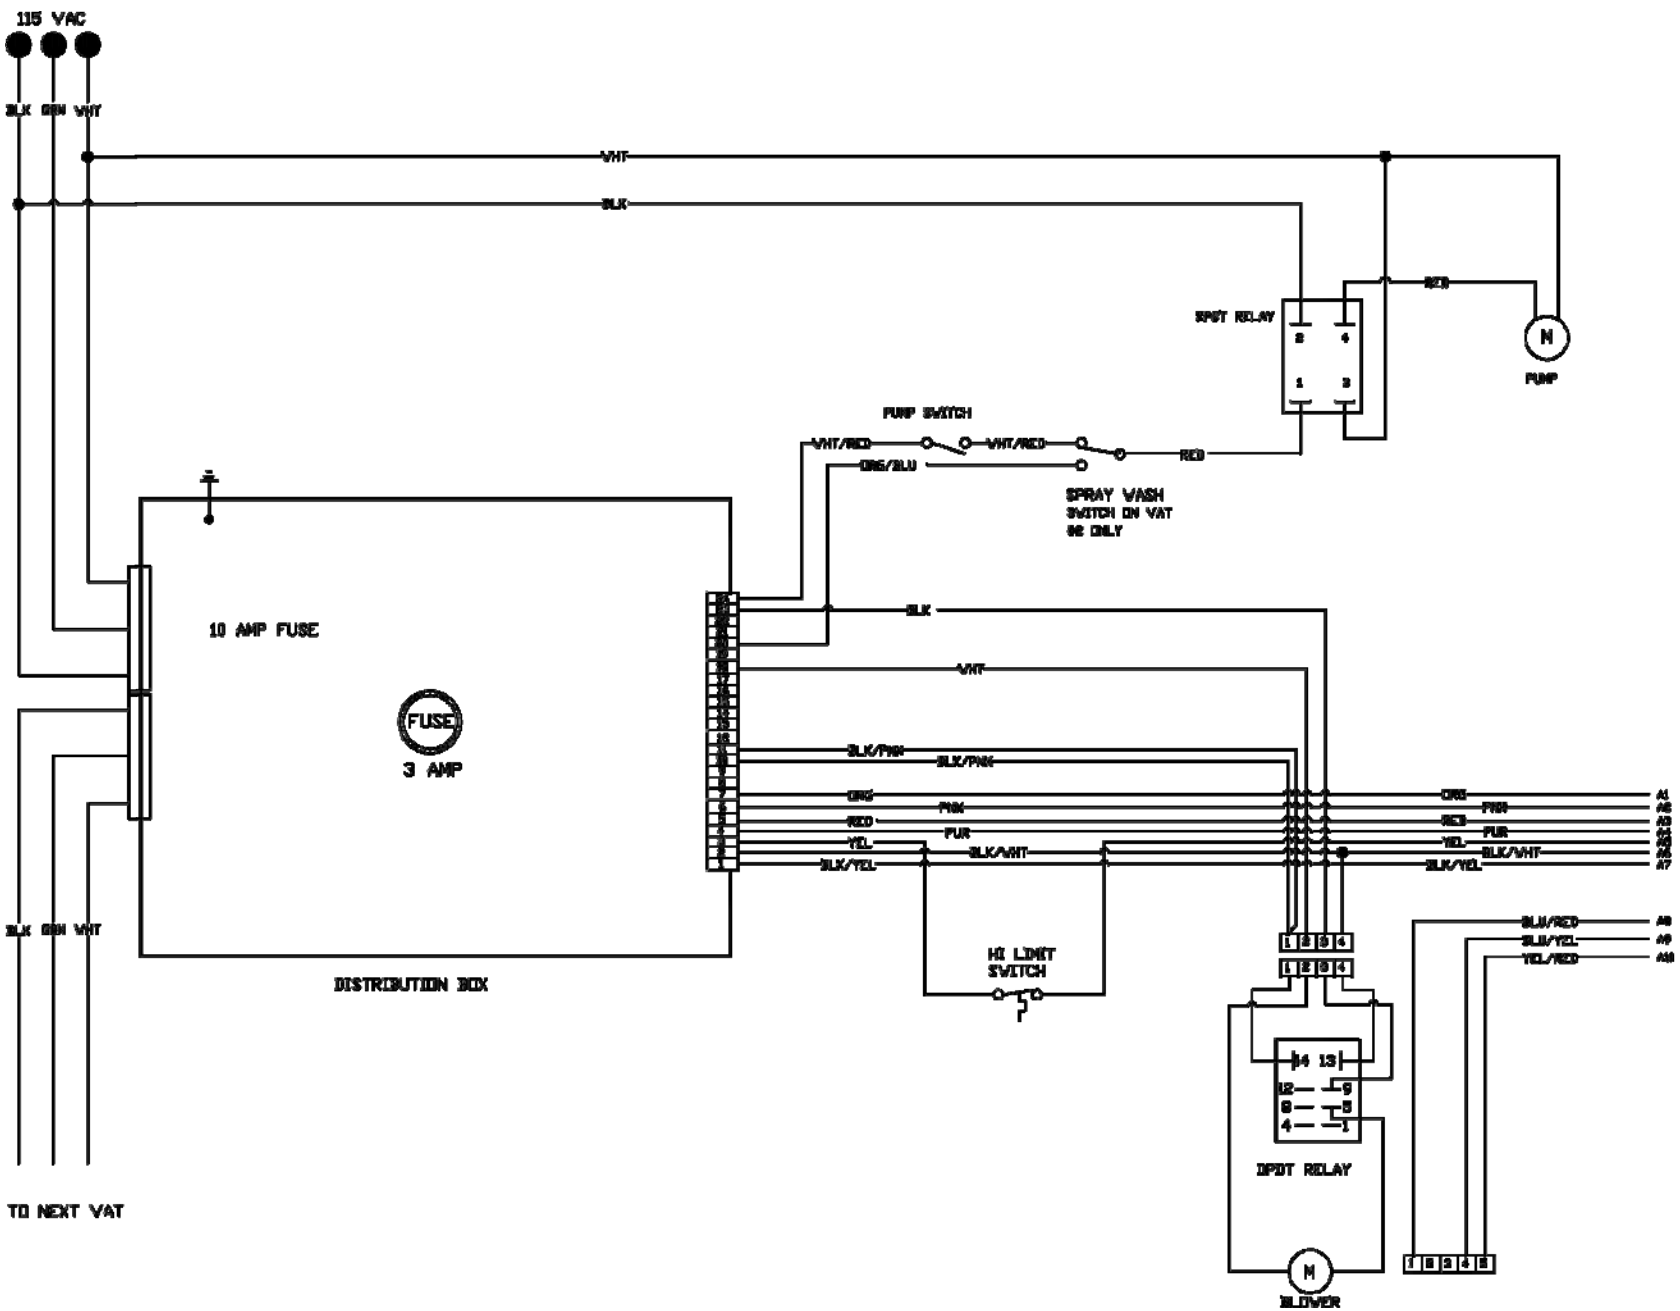 115 VAC
BLK GRN WHT
WHT
BLK
RED
SPDT RELAY
2 4
1 3
M
PUMP
PUMP SWITCH
WHT/RED WHT/RED
ORG/BLU
RED
SPRAY WASH
SWITCH ON VAT
ONLY
10 AMP FUSE
FUSE
3 AMP
DISTRIBUTION BOX
BLK
WHT
BLK/PNK
BLK/PNK
ORG ORG A1
PNK PNK A2
RED RED A3
PUR PUR A4
YEL YEL A5
BLK/WHT BLK/WHT A6
BLK/YEL BLK/YEL A7
BLK GRN WHT
HI LIMIT
SWITCH
1 2 3 4
1 2 3 4
BLU/RED A8
BLU/YEL A9
YEL/RED A10
14 13
12 9
8 5
4 1
DPDT RELAY
TO NEXT VAT
M
BLOWER